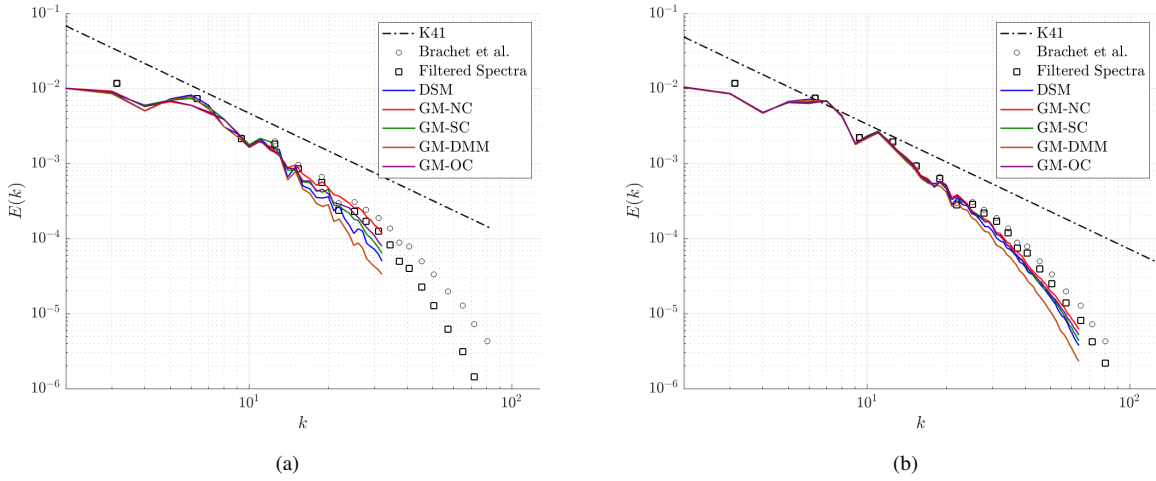 10^{-1}
10^{-2}
10^{-3}
10^{-4}
10^{-5}
10^{-6}
E(k)
10^1
10^2
k
K41
Brachet et al.
Filtered Spectra
DSM
GM-NC
GM-SC
GM-DMM
GM-OC
(a)
10^{-1}
10^{-2}
10^{-3}
10^{-4}
10^{-5}
10^{-6}
E(k)
10^1
10^2
k
K41
Brachet et al.
Filtered Spectra
DSM
GM-NC
GM-SC
GM-DMM
GM-OC
(b)